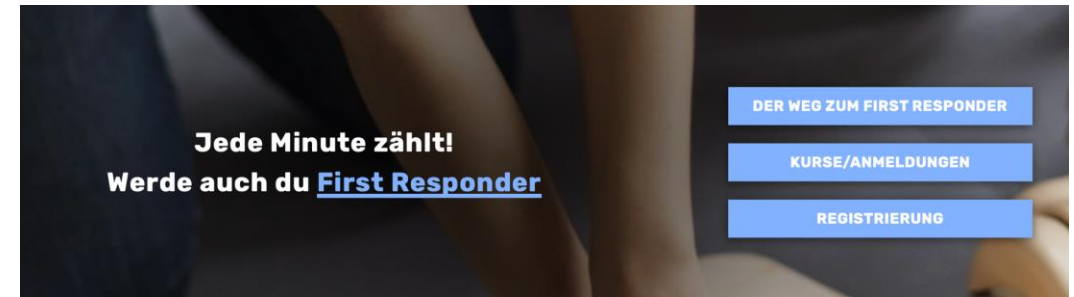 Jede Minute zählt!
Werde auch du First Responder
DER WEG ZUM FIRST RESPONDER
KURSE/ANMELDUNGEN
REGISTRIERUNG